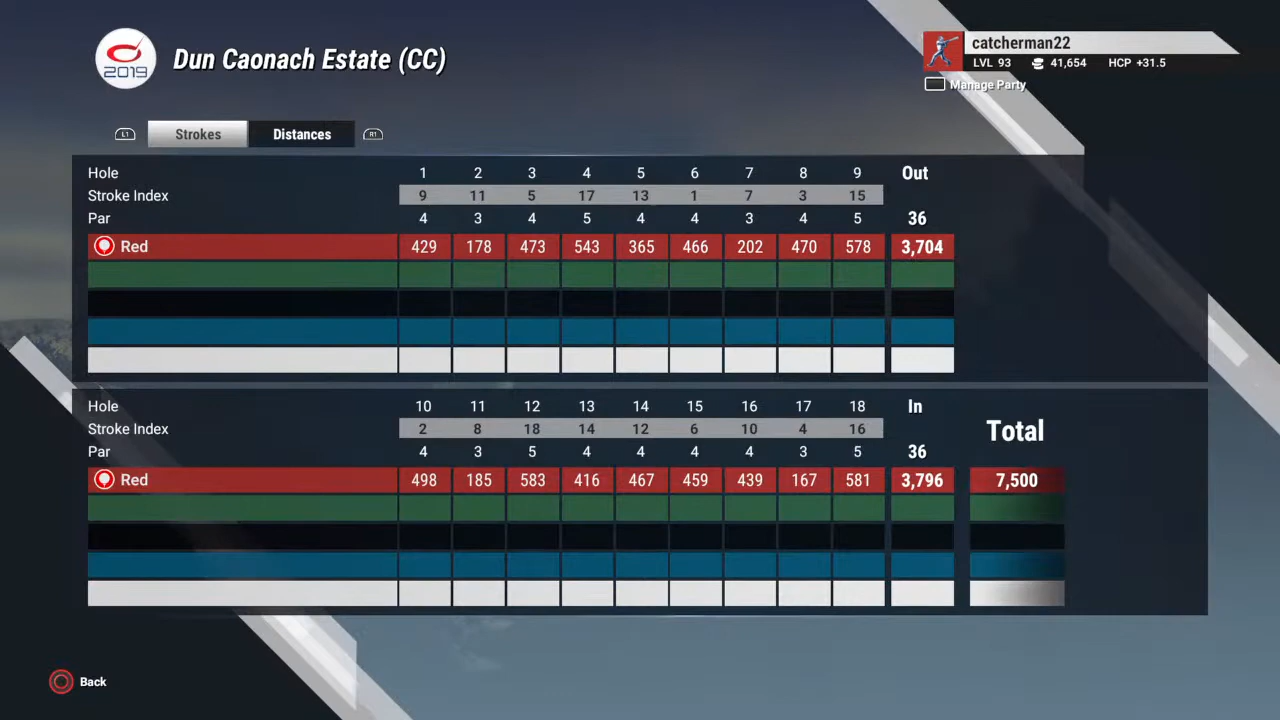 2019
Dun Caonach Estate (CC)
catcherman22
LVL 93 41,654 HCP +31.5
Manage Party
L1 Strokes Distances R1
Hole 1 2 3 4 5 6 7 8 9 Out
Stroke Index 9 11 5 17 13 1 7 3 15
Par 4 3 4 5 4 4 3 4 5 36
Red 429 178 473 543 365 466 202 470 578 3,704
Hole 10 11 12 13 14 15 16 17 18 In
Stroke Index 2 8 18 14 12 6 10 4 16 Total
Par 4 3 5 4 4 4 4 3 5 36
Red 498 185 583 416 467 459 439 167 581 3,796 7,500
Back